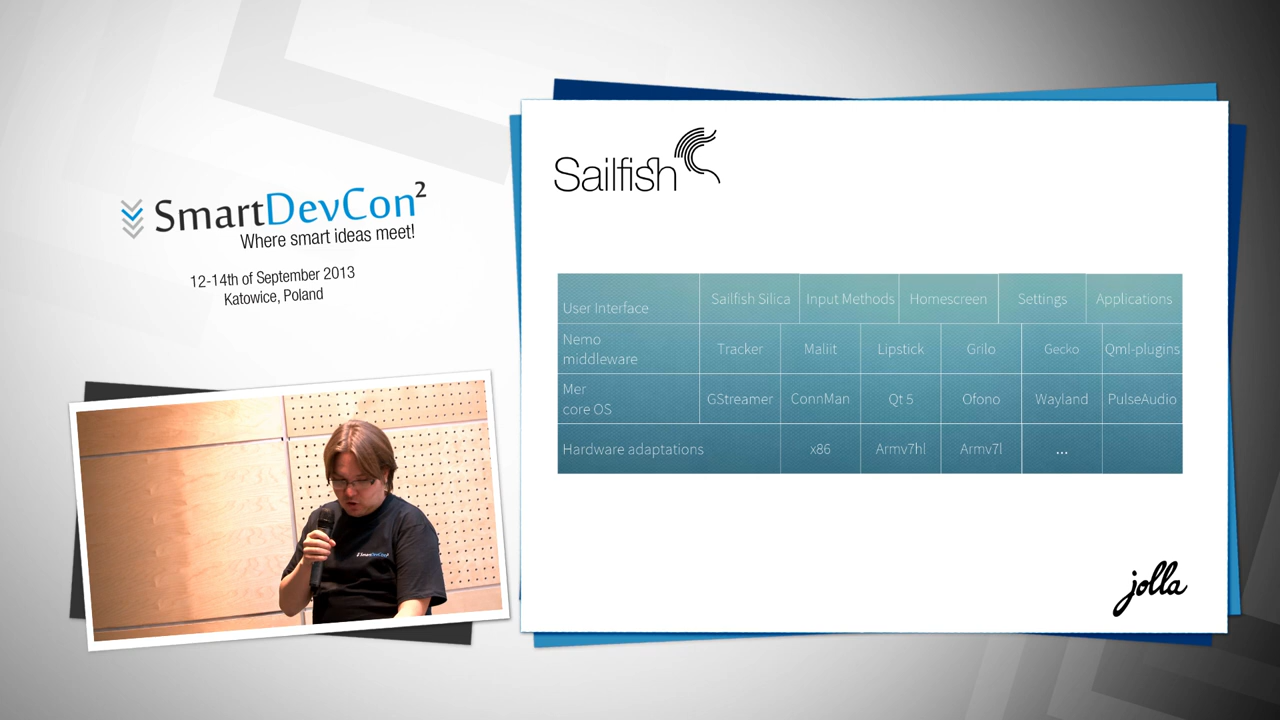 SmartDevCon²
Where smart ideas meet!
12-14th of September 2013
Katowice, Poland
SmartDevCon²
Sailfish
User Interface Sailfish Silica Input Methods Homescreen Settings Applications
Nemo
middleware Tracker Maliit Lipstick Grilo Gecko Qml-plugins
Mer
core OS GStreamer ConnMan Qt 5 Ofono Wayland PulseAudio
Hardware adaptations x86 Armv7hl Armv7l ...
jolla